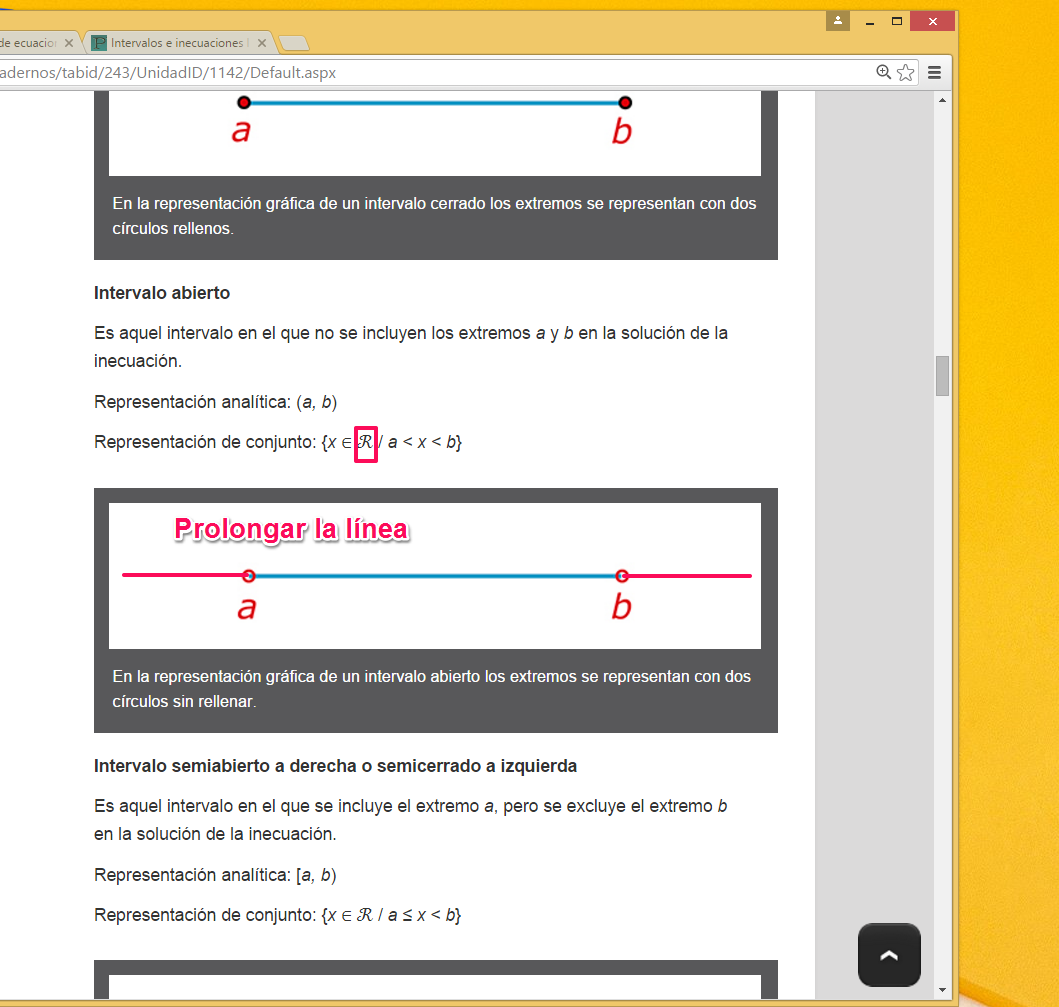 de ecuacio
Intervalos e inecuaciones
adernos/tabid/243/UnidadID/1142/Default.aspx
a b
En la representación gráfica de un intervalo cerrado los extremos se representan con dos
círculos rellenos.
Intervalo abierto
Es aquel intervalo en el que no se incluyen los extremos a y b en la solución de la
inecuación.
Representación analítica: (a, b)
Representación de conjunto: {x ∈ ℛ / a < x < b}
Prolongar la línea
a b
En la representación gráfica de un intervalo abierto los extremos se representan con dos
círculos sin rellenar.
Intervalo semiabierto a derecha o semicerrado a izquierda
Es aquel intervalo en el que se incluye el extremo a, pero se excluye el extremo b
en la solución de la inecuación.
Representación analítica: [a, b)
Representación de conjunto: {x ∈ ℛ / a ≤ x < b}